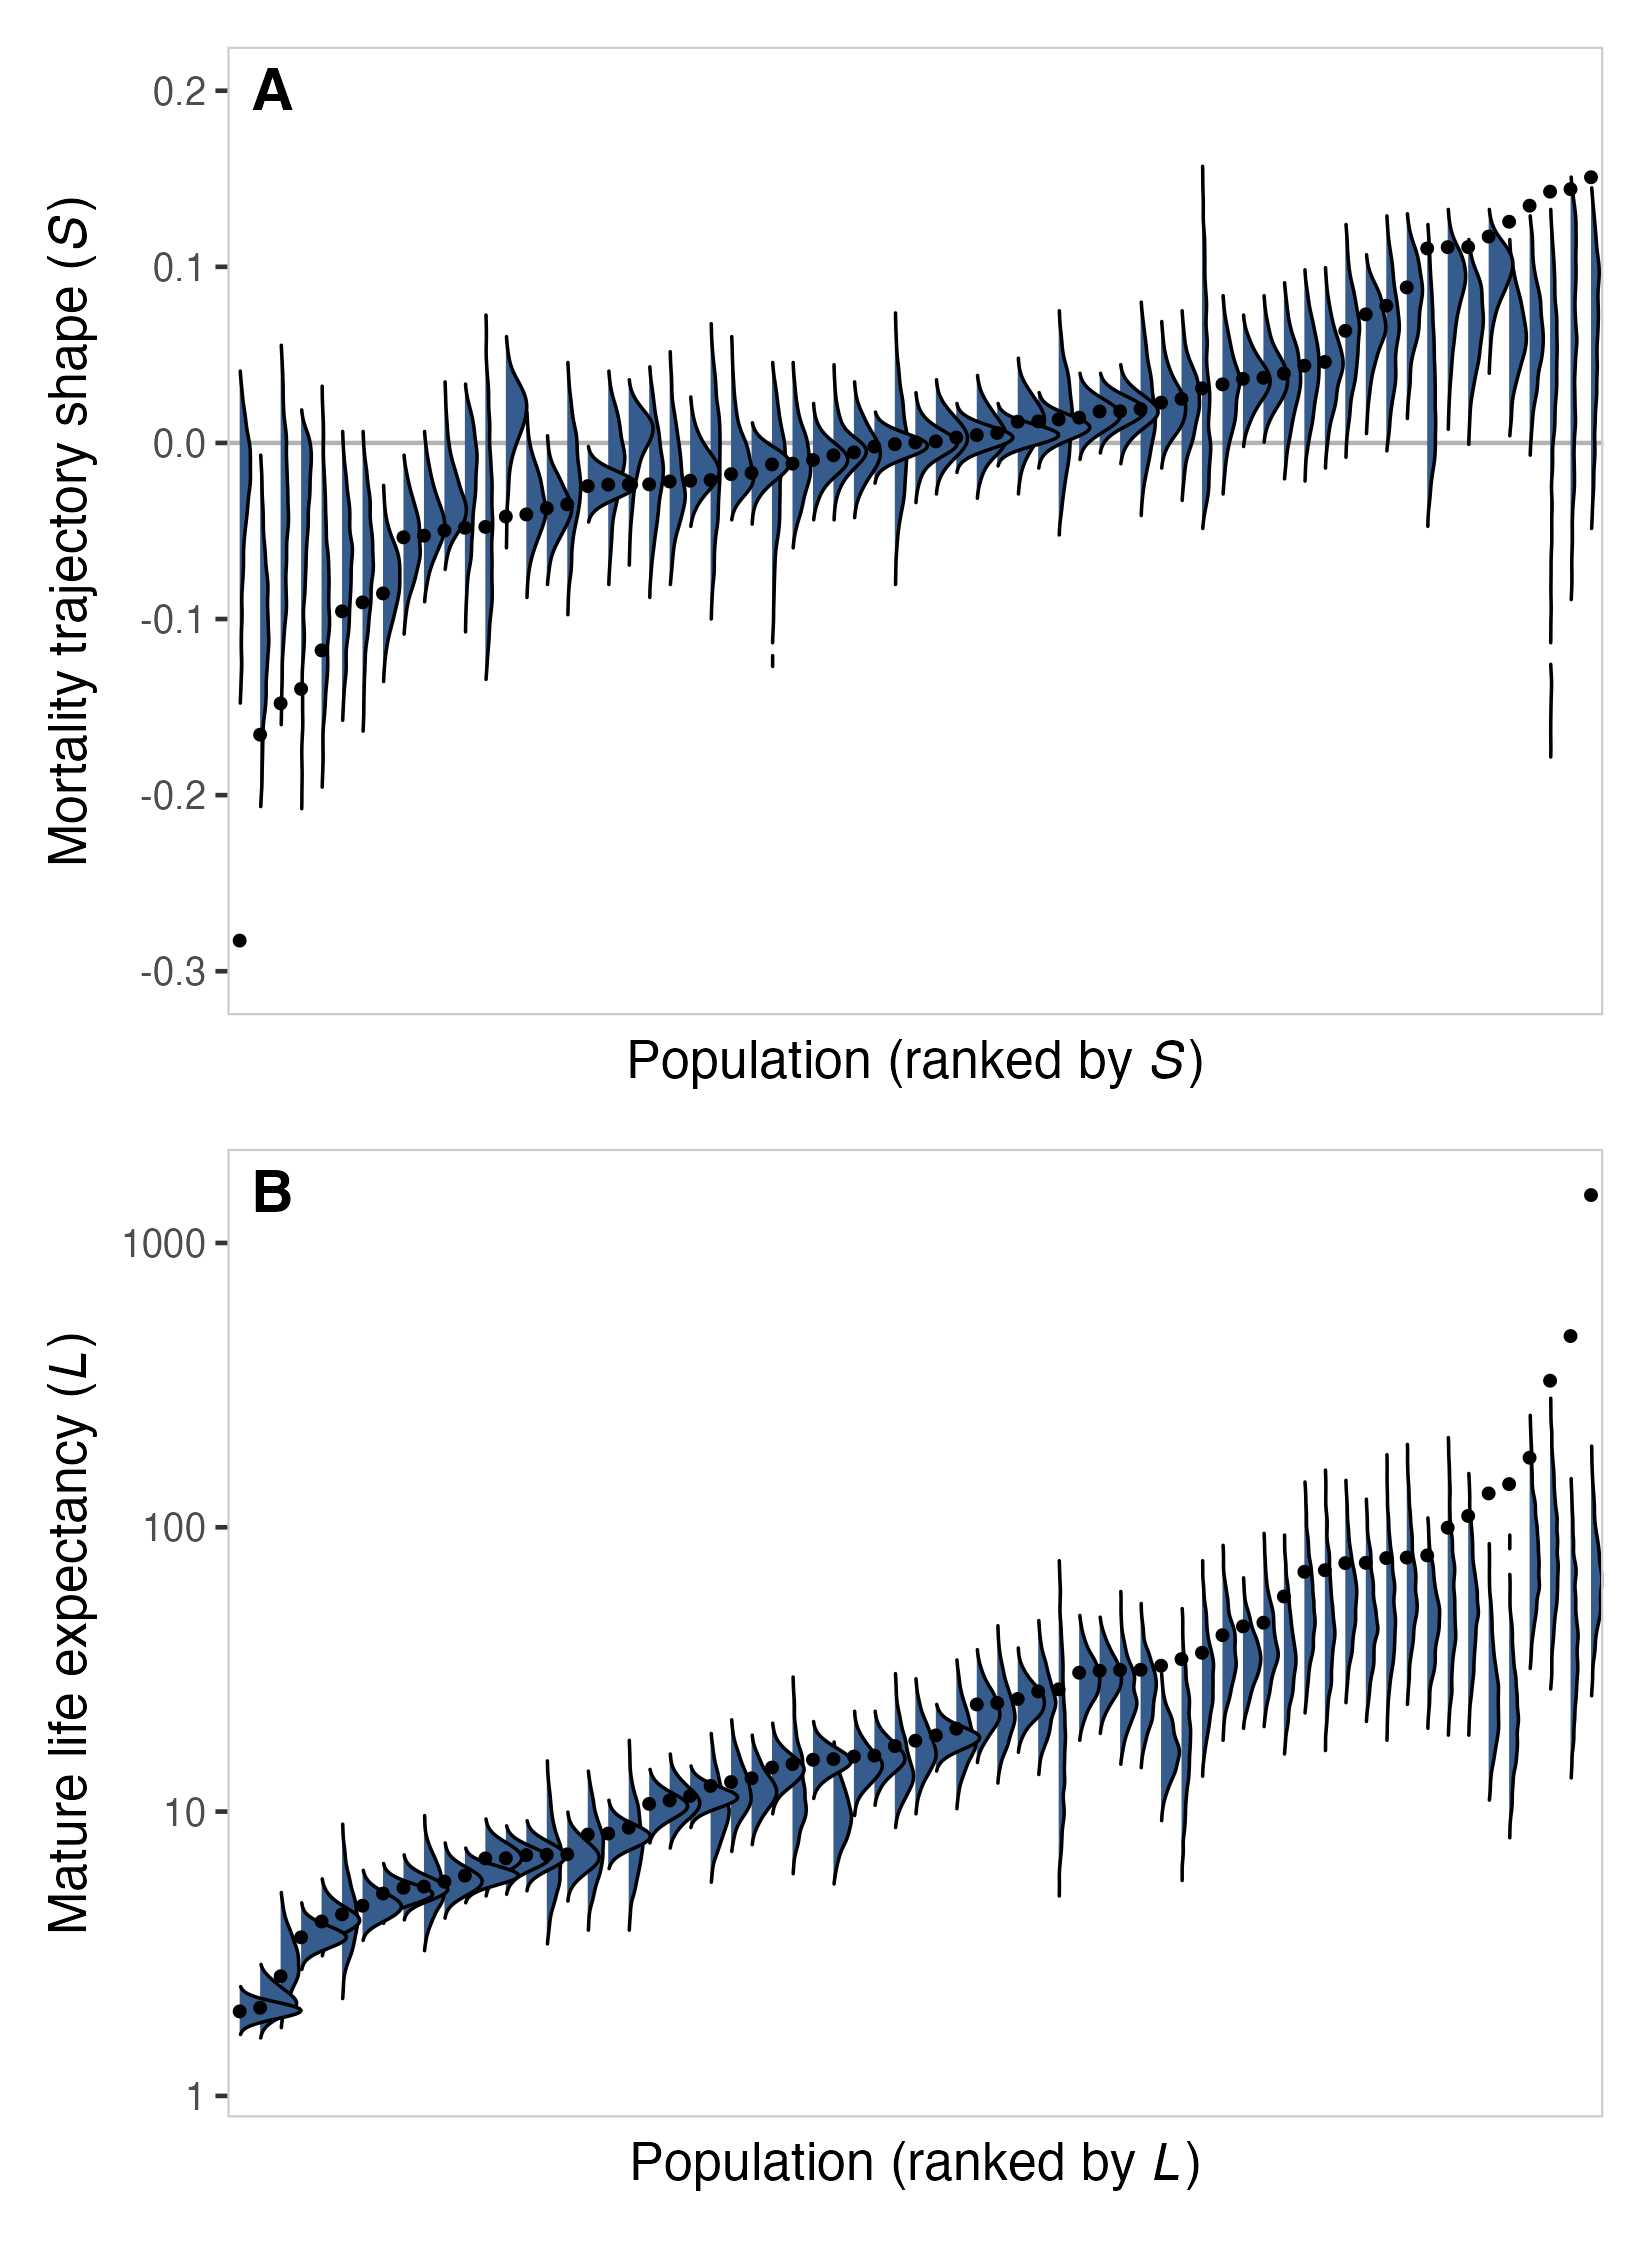 A
0.2
0.1
0.0
-0.1
-0.2
-0.3
Mortality trajectory shape (S)
Population (ranked by S)
B
1000
100
10
1
Mature life expectancy (L)
Population (ranked by L)